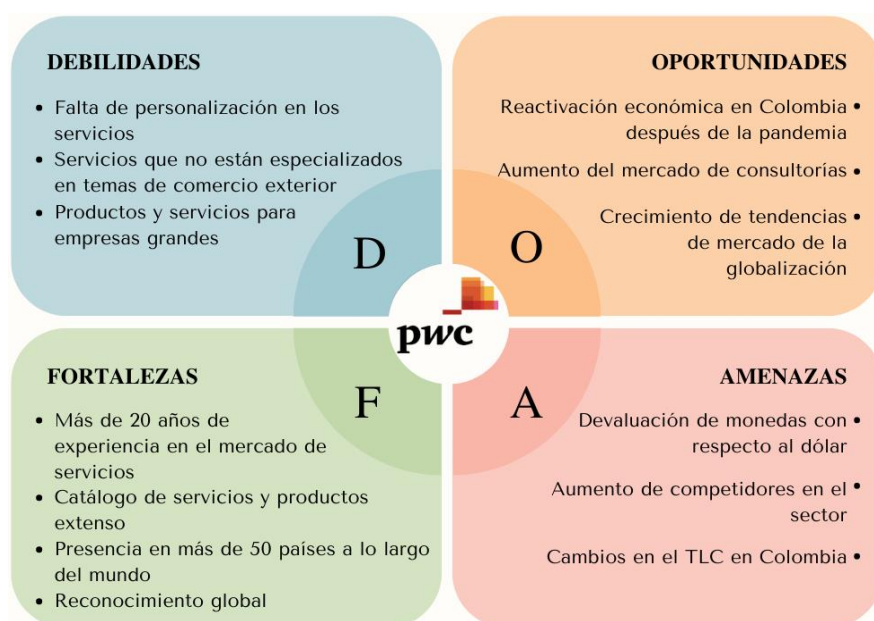 DEBILIDADES
• Falta de personalización en los
servicios
• Servicios que no están especializados
en temas de comercio exterior
• Productos y servicios para
empresas grandes
D
OPORTUNIDADES
Reactivación económica en Colombia •
después de la pandemia
Aumento del mercado de consultorías •
Crecimiento de tendencias •
de mercado de la
globalización
O
pwc
FORTALEZAS
• Más de 20 años de
experiencia en el mercado de
servicios
• Catálogo de servicios y productos
extenso
• Presencia en más de 50 países a lo largo
del mundo
• Reconocimiento global
F
AMENAZAS
Devaluación de monedas con •
respecto al dólar
Aumento de competidores en el •
sector
Cambios en el TLC en Colombia •
A